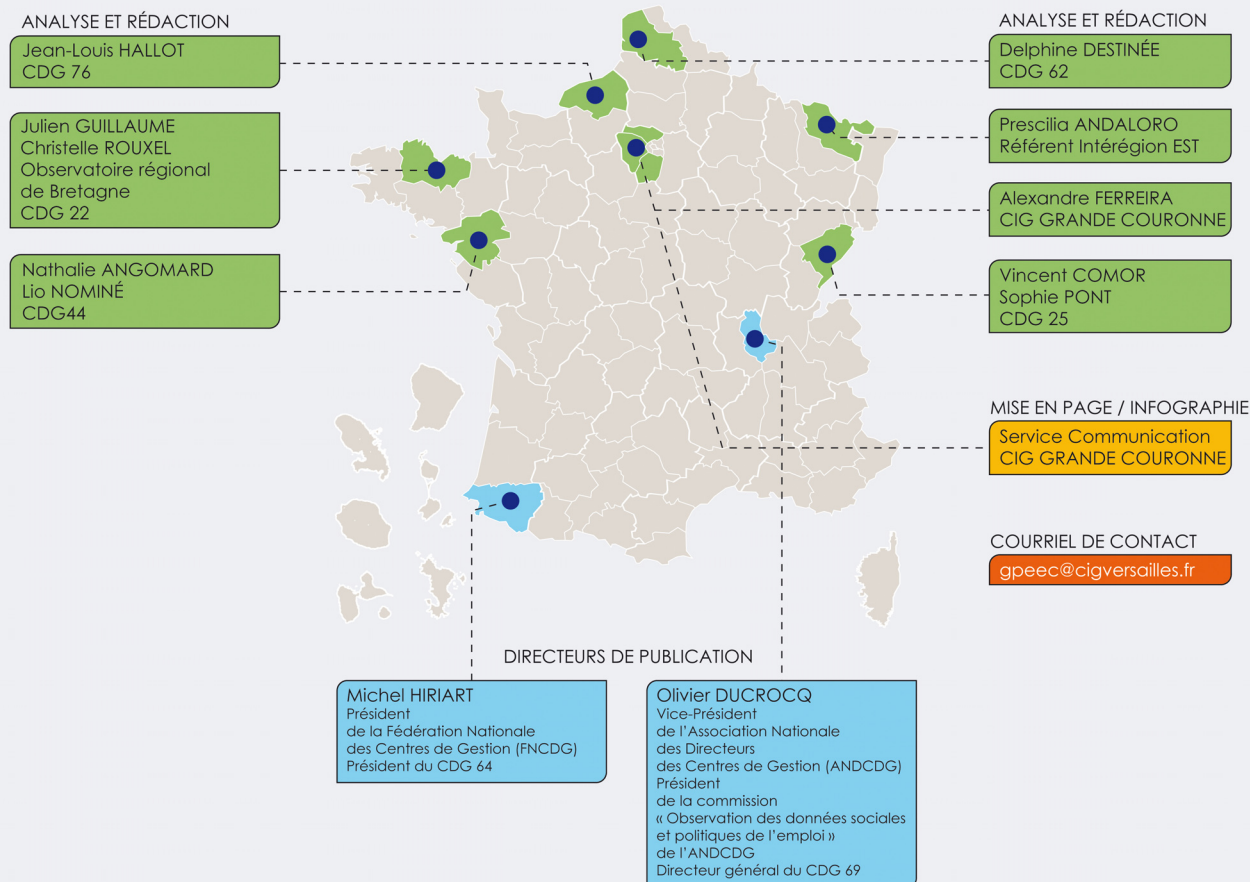 ANALYSE ET RÉDACTION
Jean-Louis HALLOT
CDG 76
Julien GUILLAUME
Christelle ROUXEL
Observatoire régional
de Bretagne
CDG 22
Nathalie ANGOMARD
Lio NOMINÉ
CDG44
ANALYSE ET RÉDACTION
Delphine DESTINÉE
CDG 62
Prescilia ANDALORO
Référent Intérégion EST
Alexandre FERREIRA
CIG GRANDE COURONNE
Vincent COMOR
Sophie PONT
CDG 25
MISE EN PAGE / INFOGRAPHIE
Service Communication
CIG GRANDE COURONNE
COURRIEL DE CONTACT
gpeec@cigversailles.fr
DIRECTEURS DE PUBLICATION
Michel HIRIART
Président
de la Fédération Nationale
des Centres de Gestion (FNCDG)
Président du CDG 64
Olivier DUCROCQ
Vice-Président
de l'Association Nationale
des Directeurs
des Centres de Gestion (ANDCDG)
Président
de la commission
« Observation des données sociales
et politiques de l'emploi »
de l'ANDCDG
Directeur général du CDG 69